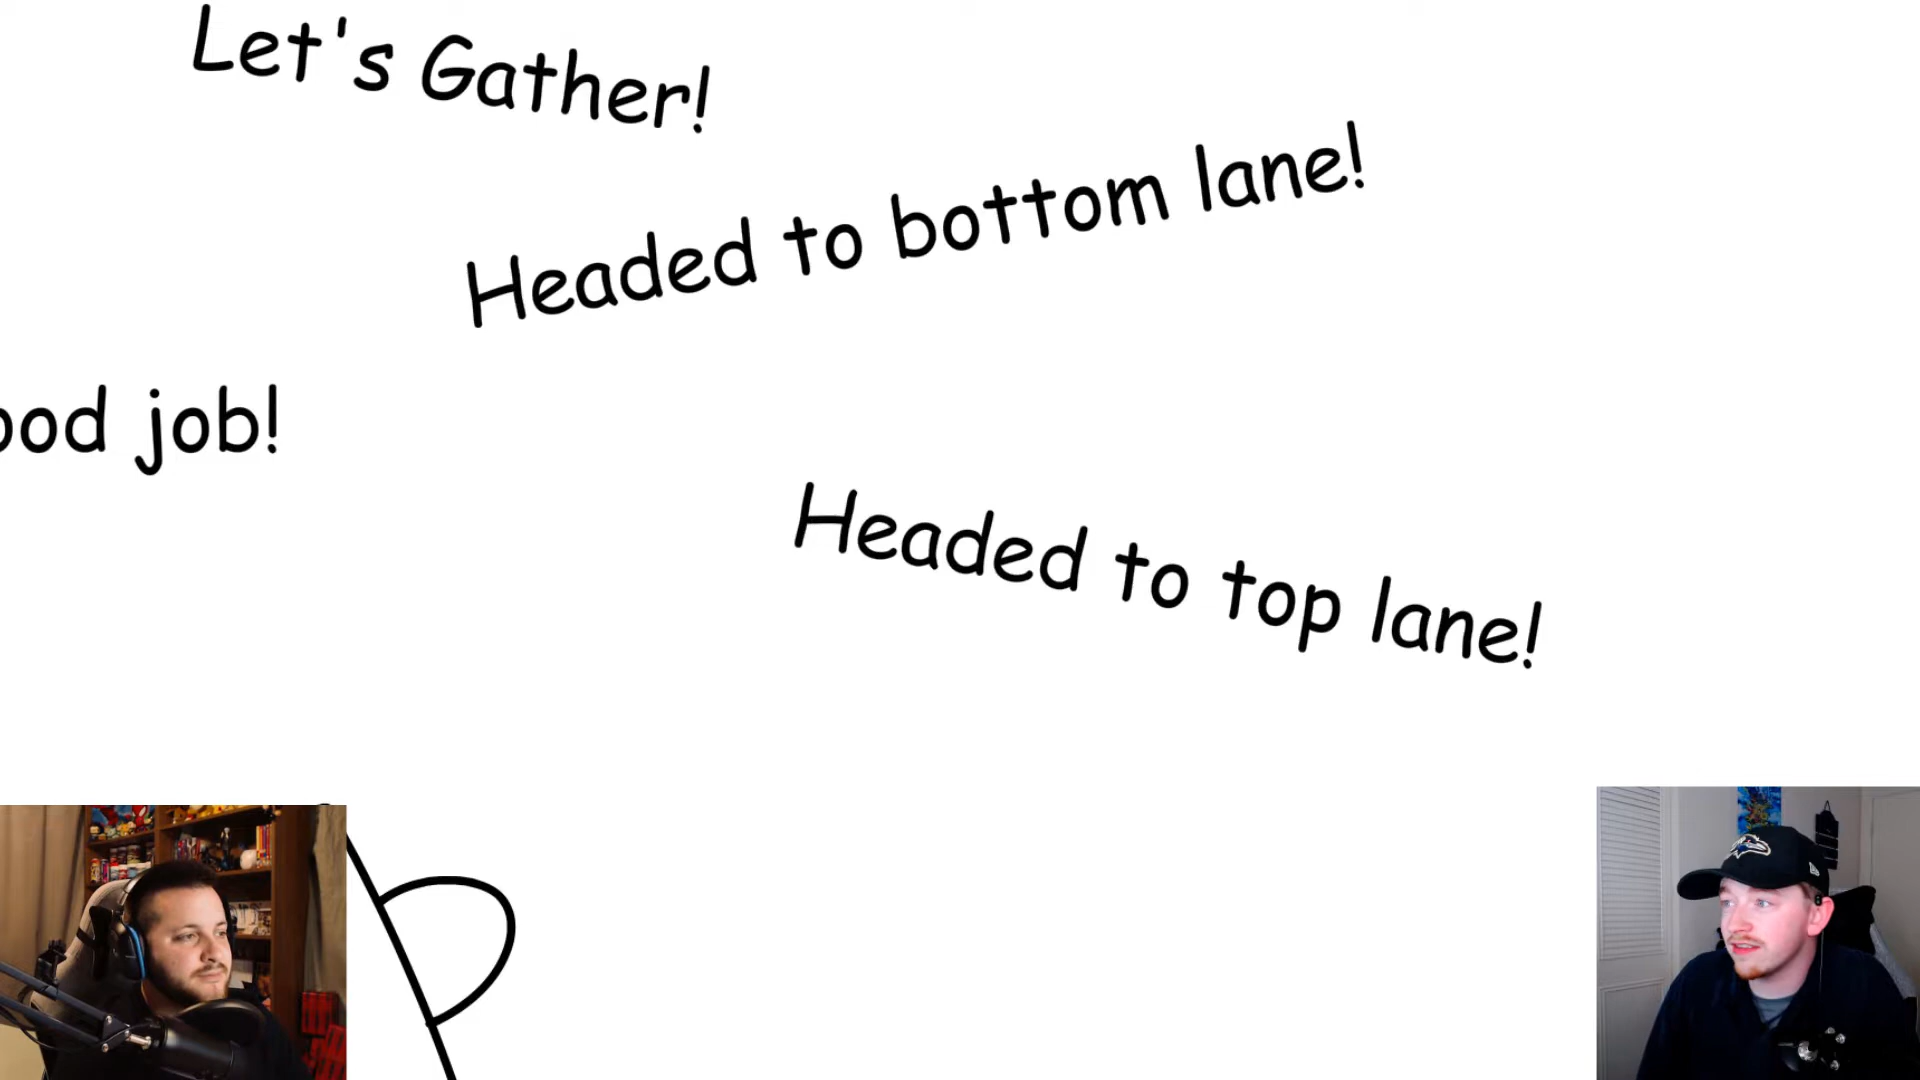 Let's Gather!
Headed to bottom lane!
ood job!
Headed to top lane!